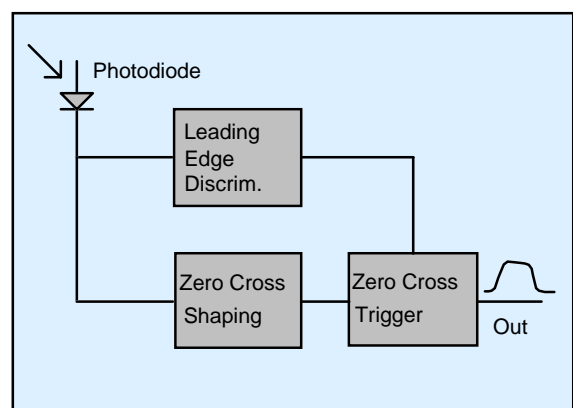 Photodiode
Leading
Edge
Discrim.
Zero Cross
Shaping
Zero Cross
Trigger
Out